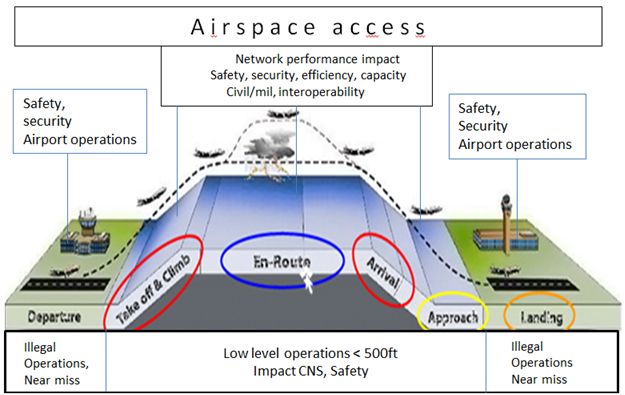 Airspace access
Network performance impact
Safety, security, efficiency, capacity
Civil/mil, interoperability
Safety,
security
Airport operations
Safety,
Security
Airport operations
Departure
Take off & Climb
En-Route
Arrival
Approach
Landing
Illegal
Operations,
Near miss
Low level operations < 500ft
Impact CNS, Safety
Illegal
Operations
Near miss